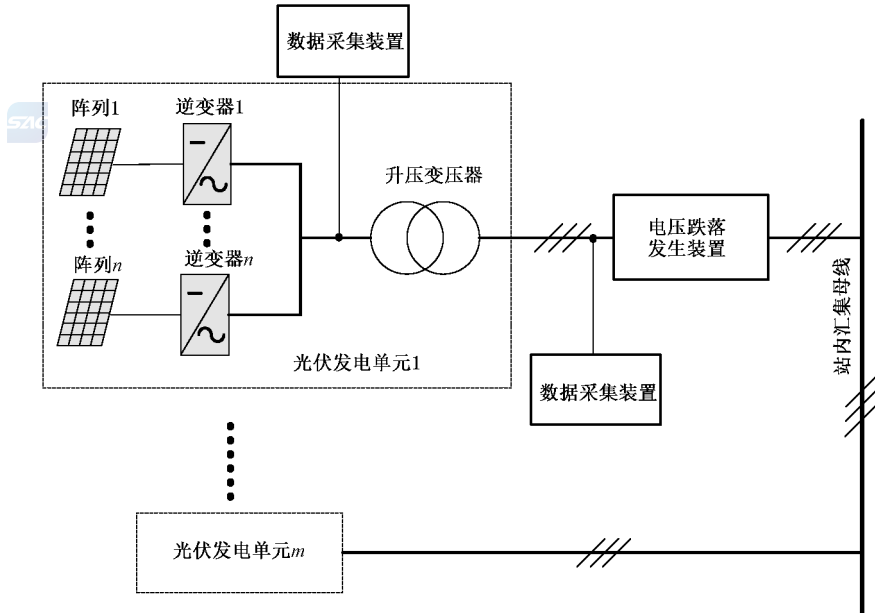 数据采集装置
SAC
阵列1
逆变器1
升压变压器
电压跌落
发生装置
阵列n
逆变器n
站内汇集母线
光伏发电单元1
数据采集装置
光伏发电单元m